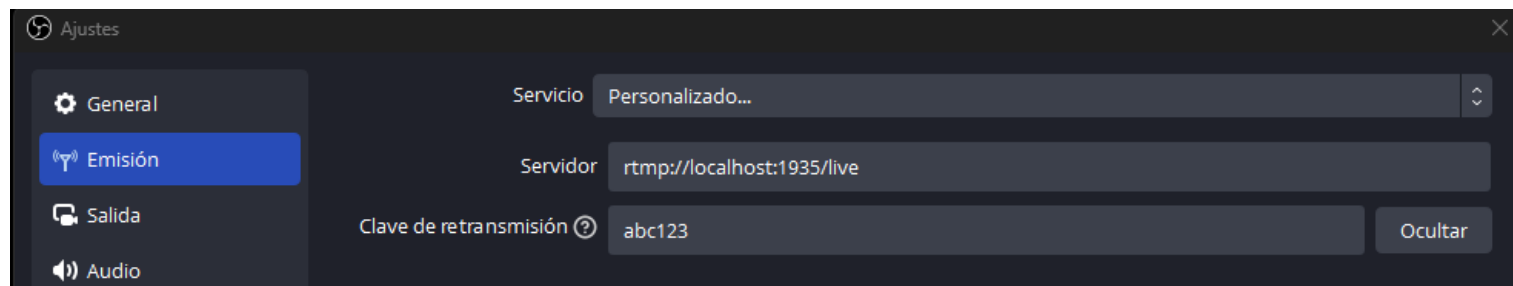 Ajustes
General
Emisión
Salida
Audio
Servicio Personalizado...
Servidor rtmp://localhost:1935/live
Clave de retransmisión ? abc123 Ocultar